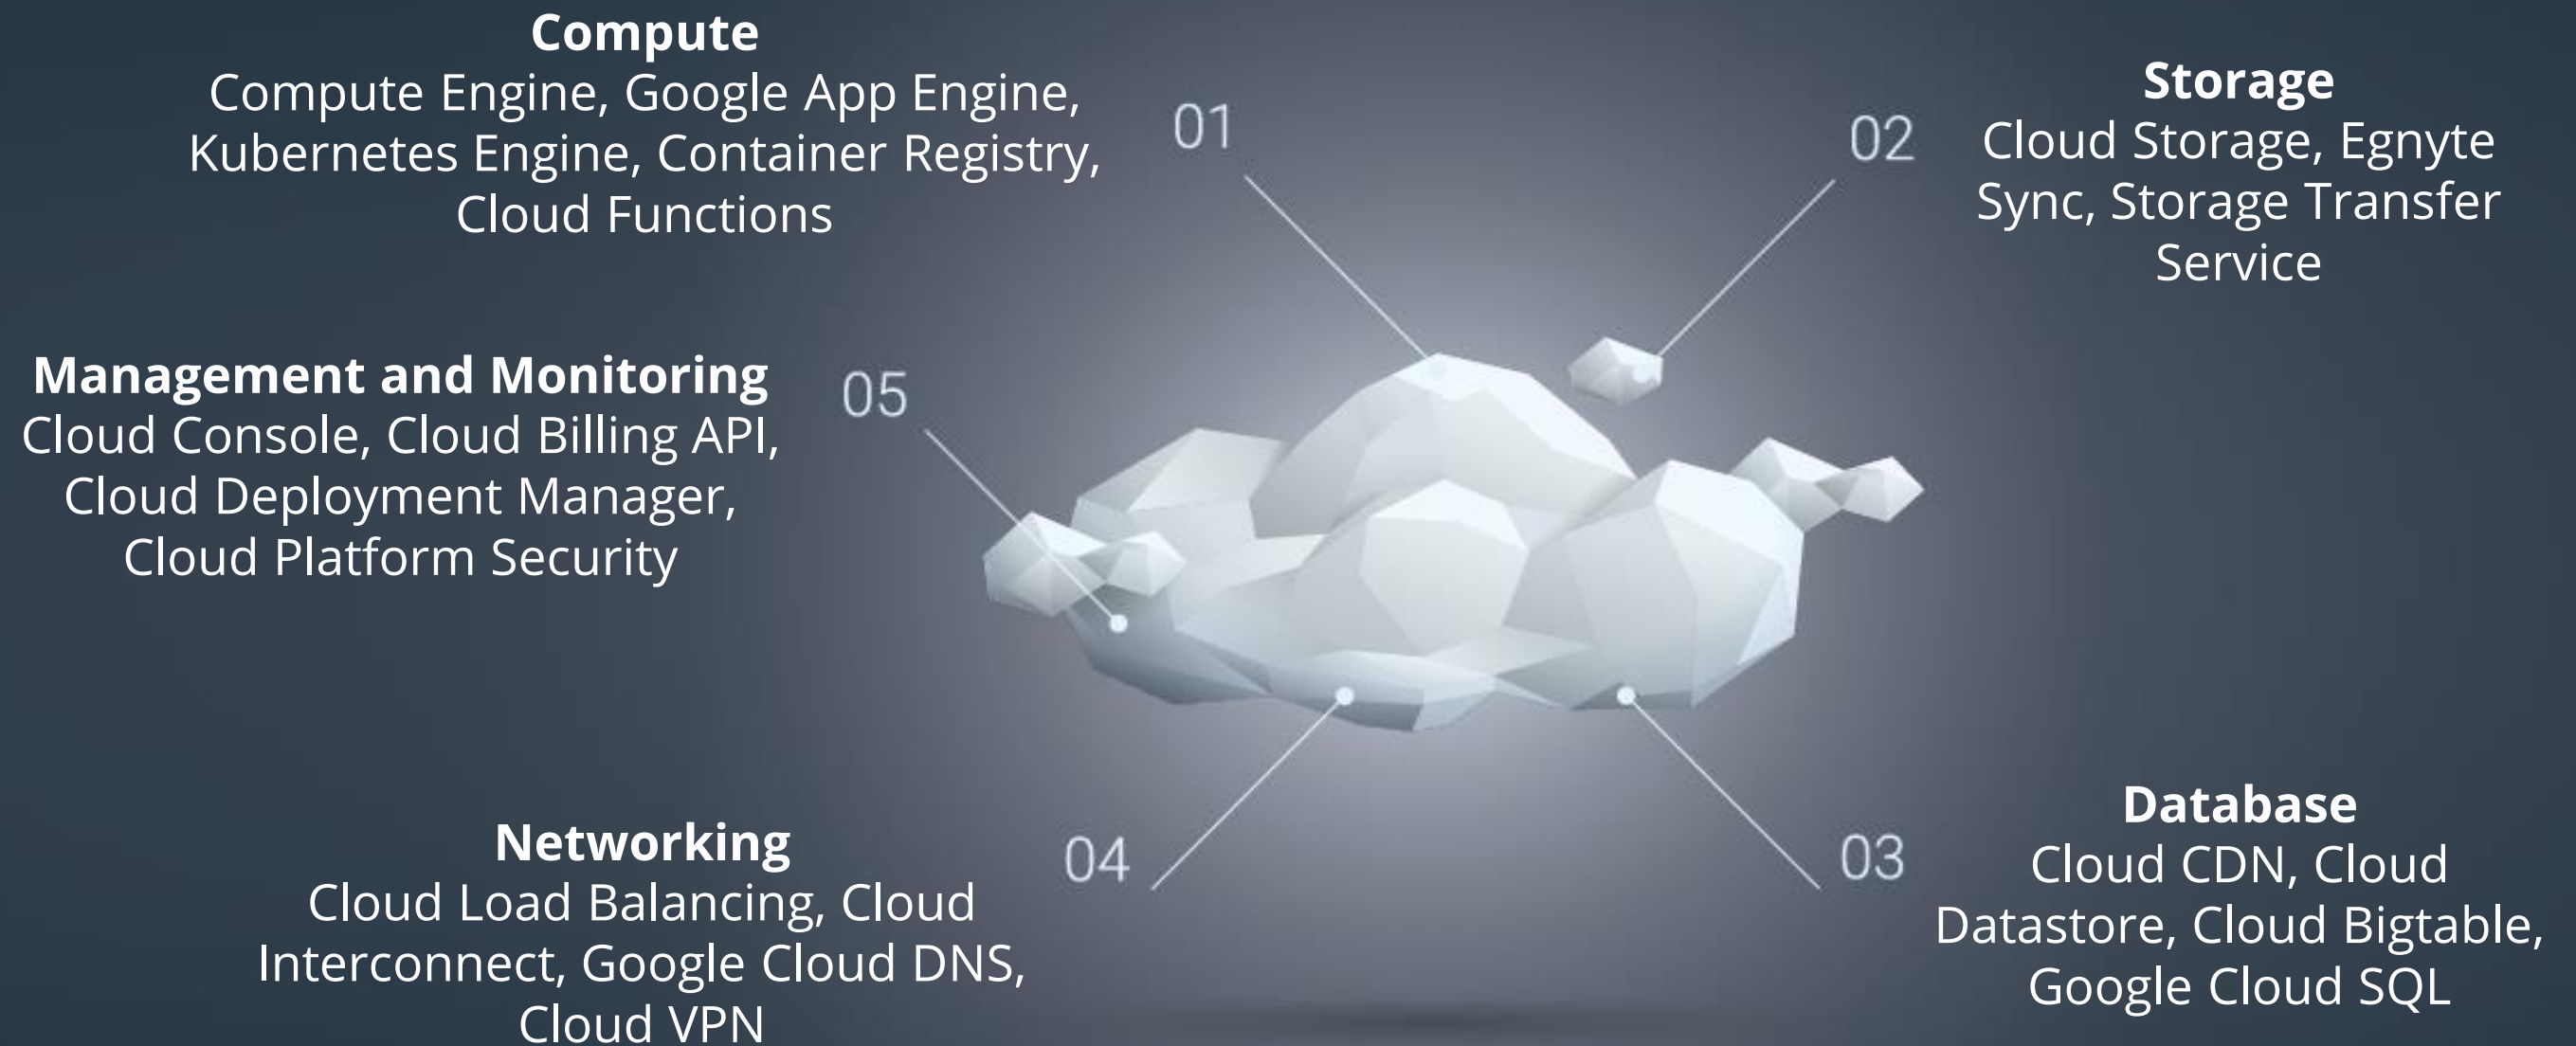 Compute
Compute Engine, Google App Engine,
Kubernetes Engine, Container Registry,
Cloud Functions
01
02
Storage
Cloud Storage, Egnyte
Sync, Storage Transfer
Service
Management and Monitoring
Cloud Console, Cloud Billing API,
Cloud Deployment Manager,
Cloud Platform Security
05
Networking
Cloud Load Balancing, Cloud
Interconnect, Google Cloud DNS,
Cloud VPN
04
03
Database
Cloud CDN, Cloud
Datastore, Cloud Bigtable,
Google Cloud SQL